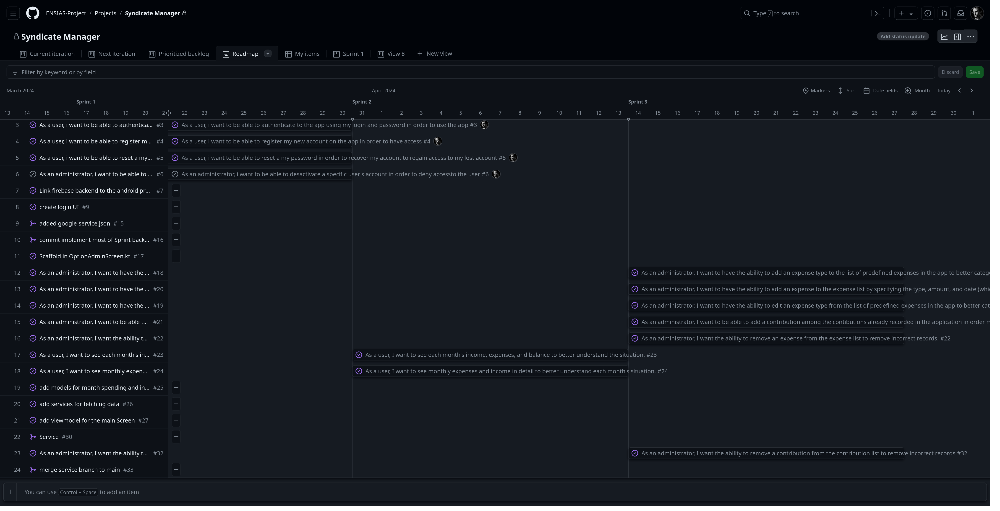 ENSIAS-Project / Projects / Syndicate Manager
Type / to search
Syndicate Manager
Add status update
Current iteration
Next iteration
Prioritized backlog
Roadmap
My items
Sprint 1
View 8
New view
Filter by keyword or by field
Discard
Save
March 2024
April 2024
Markers
Sort
Date fields
Month
Today
Sprint 1
Sprint 2
Sprint 3
13 14 15 16 17 18 19 20 2 22 23 24 25 26 27 28 29 30 31 1 2 3 4 5 6 7 8 9 10 11 12 13 14 15 16 17 18 19 20 21 22 23 24 25 26 27 28 29 30 1
3 As a user, i want to be able to authentica... #3 As a user, i want to be able to authenticate to the app using my login and password in order to use the app #3
4 As a user, i want to be able to register m... #4 As a user, i want to be able to register my new account on the app in order to have access #4
5 As a user, i want to be able to reset a my... #5 As a user, i want to be able to reset a my password in order to recover my account to regain access to my lost account #5
6 As an administrator, i want to be able to ... #6 As an administrator, i want to be able to desactivate a specific user's account in order to deny accessto the user #6
7 Link firebase backend to the android pr... #7
8 create login UI #9
9 added google-service.json #15
10 commit implement most of Sprint back... #16
11 Scaffold in OptionAdminScreen.kt #17
12 As an administrator, I want to have the ... #18 As an administrator, I want to have the ability to add an expense type to the list of predefined expenses in the app to better catego
13 As an administrator, I want to have the ... #20 As an administrator, I want to have the ability to add an expense to the expense list by specifying the type, amount, and date (whi
14 As an administrator, I want to have the ... #19 As an administrator, I want to have the ability to edit an expense type from the list of predefined expenses in the app to better cat
15 As an administrator, I want to be able t... #21 As an administrator, I want to be able to add a contribution among the contibutions already recorded in the application in order m
16 As an administrator, I want the ability t... #22 As an administrator, I want the ability to remove an expense from the expense list to remove incorrect records. #22
17 As a user, I want to see each month's in... #23 As a user, I want to see each month's income, expenses, and balance to better understand the situation. #23
18 As a user, I want to see monthly expen... #24 As a user, I want to see monthly expenses and income in detail to better understand each month's situation. #24
19 add models for month spending and in... #25
20 add services for fetching data #26
21 add viewmodel for the main Screen #27
22 Service #30
23 As an administrator, I want the ability t... #32 As an administrator, I want the ability to remove a contribution from the contribution list to remove incorrect records #32
24 merge service branch to main #33
You can use Control + Space to add an item